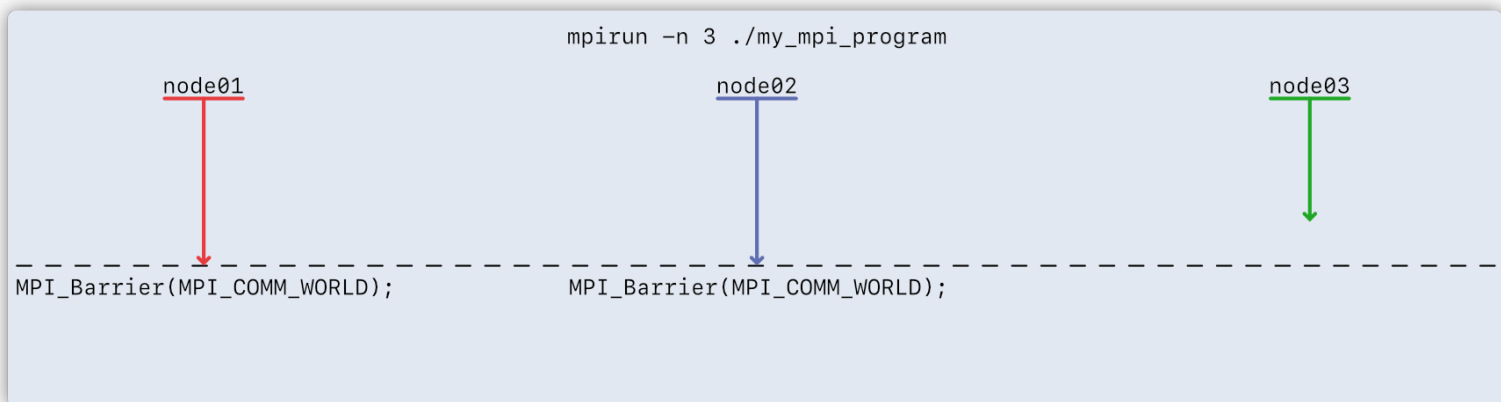 mpirun –n 3 ./my_mpi_program
node01 node02 node03
MPI_Barrier(MPI_COMM_WORLD); MPI_Barrier(MPI_COMM_WORLD);